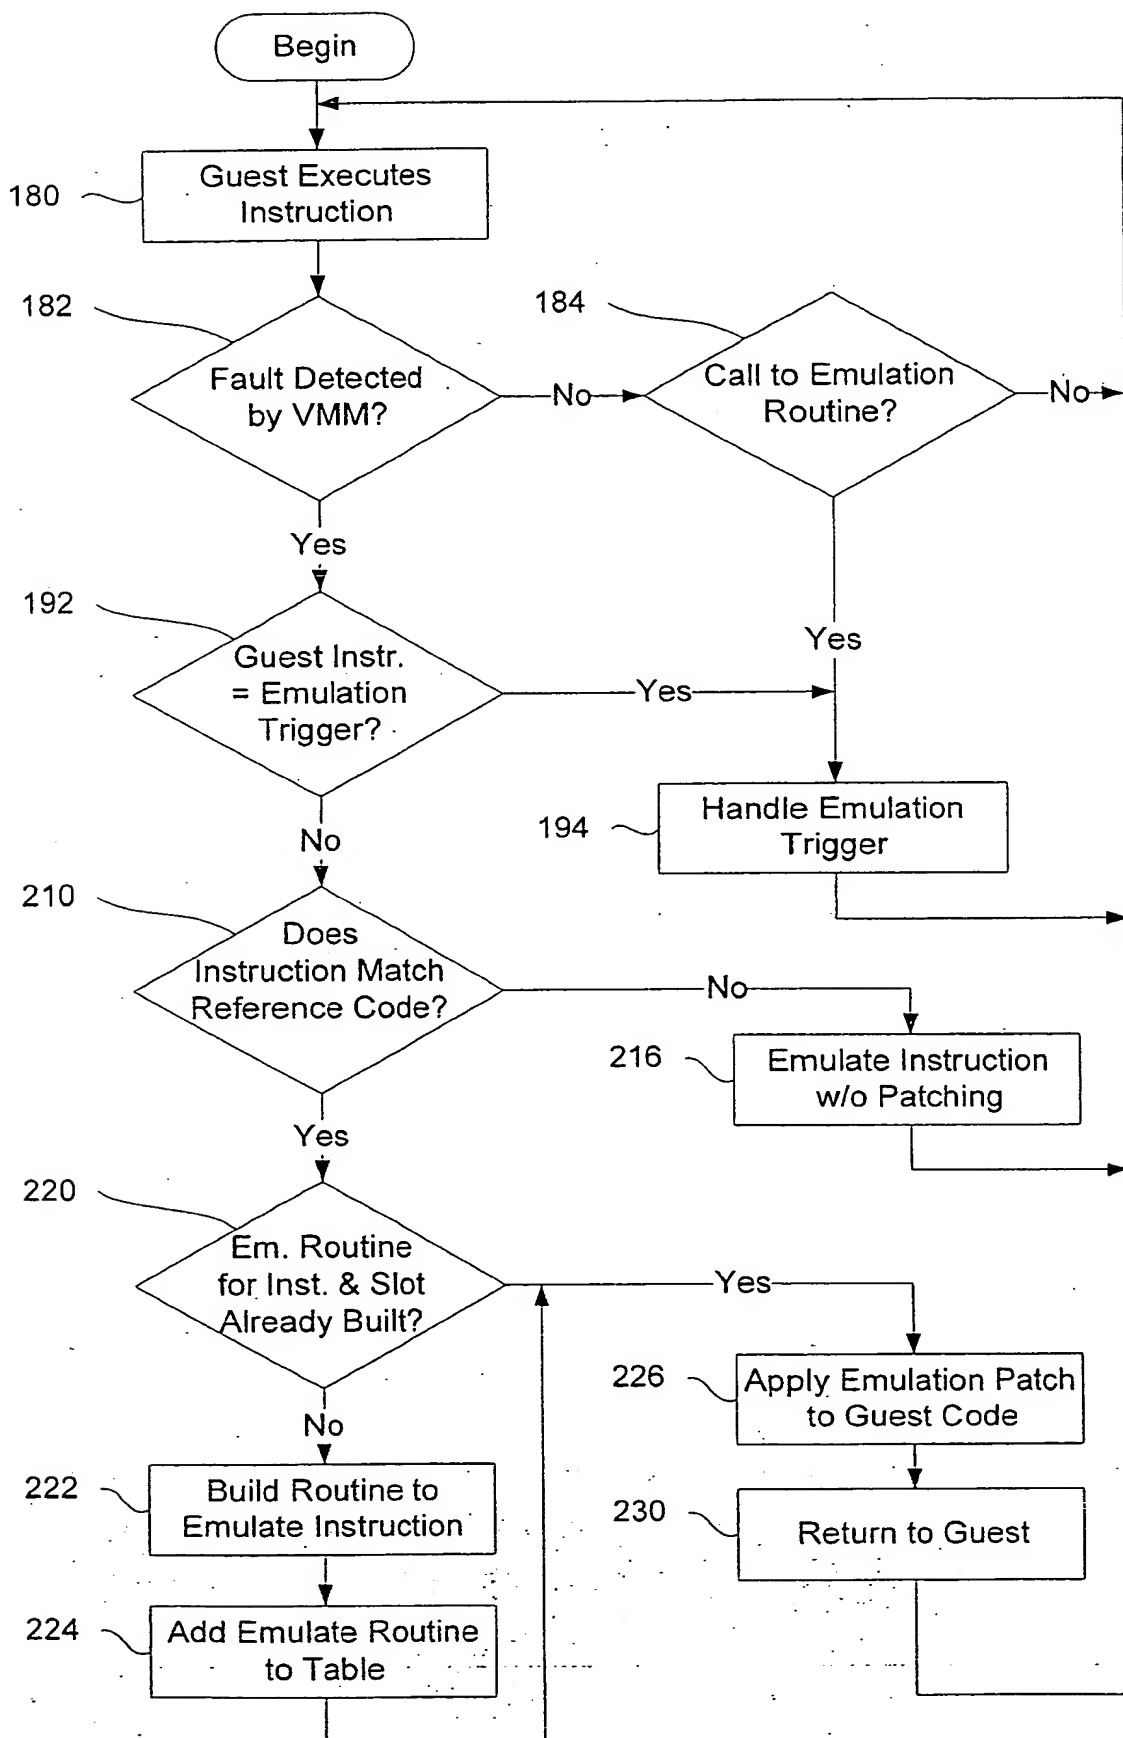 Begin
180
Guest Executes
Instruction
182
Fault Detected
by VMM?
No
184
Call to Emulation
Routine?
No
Yes
Yes
192
Guest Instr.
= Emulation
Trigger?
Yes
194
Handle Emulation
Trigger
No
210
Does
Instruction Match
Reference Code?
No
216
Emulate Instruction
w/o Patching
Yes
220
Em. Routine
for Inst. & Slot
Already Built?
Yes
226
Apply Emulation Patch
to Guest Code
No
222
Build Routine to
Emulate Instruction
230
Return to Guest
224
Add Emulate Routine
to Table